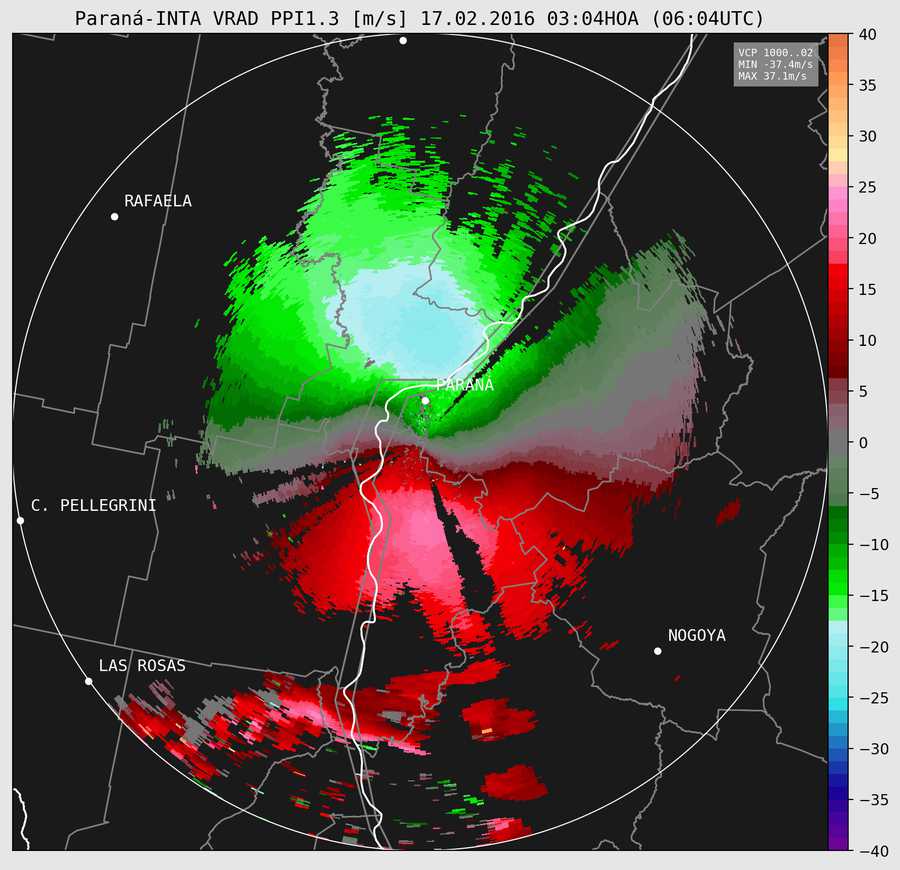 Paraná-INTA VRAD PPI1.3 [m/s] 17.02.2016 03:04HOA (06:04UTC)
VCP 1000..02
MIN -37.4m/s
MAX 37.1m/s
RAFAELA
PARANÁ
C. PELLEGRINI
NOGOYA
LAS ROSAS
40
35
30
25
20
15
10
5
0
−5
−10
−15
−20
−25
−30
−35
−40